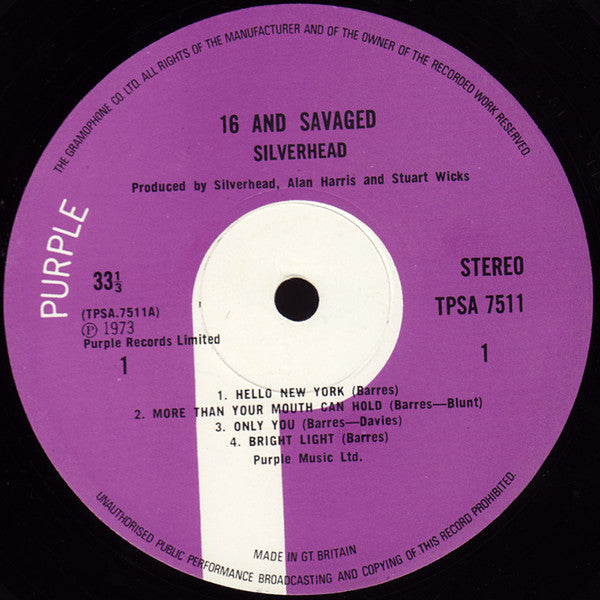 THE GRAMOPHONE CO LTD. ALL RIGHTS OF THE MANUFACTURER AND OF THE OWNER OF THE RECORDED WORK RESERVED
16 AND SAVAGED
SILVERHEAD
Produced by Silverhead, Alan Harris and Stuart Wicks
PURPLE
33 1/3
STEREO
(TPSA.7511A)
TPSA 7511
Ⓟ 1973
Purple Records Limited
1
1
1. HELLO NEW YORK (Barres)
2. MORE THAN YOUR MOUTH CAN HOLD (Barres—Blunt)
3. ONLY YOU (Barres—Davies)
4. BRIGHT LIGHT (Barres)
Purple Music Ltd.
MADE IN GT. BRITAIN
UNAUTHORISED PUBLIC PERFORMANCE BROADCASTING AND COPYING OF THIS RECORD PROHIBITED.